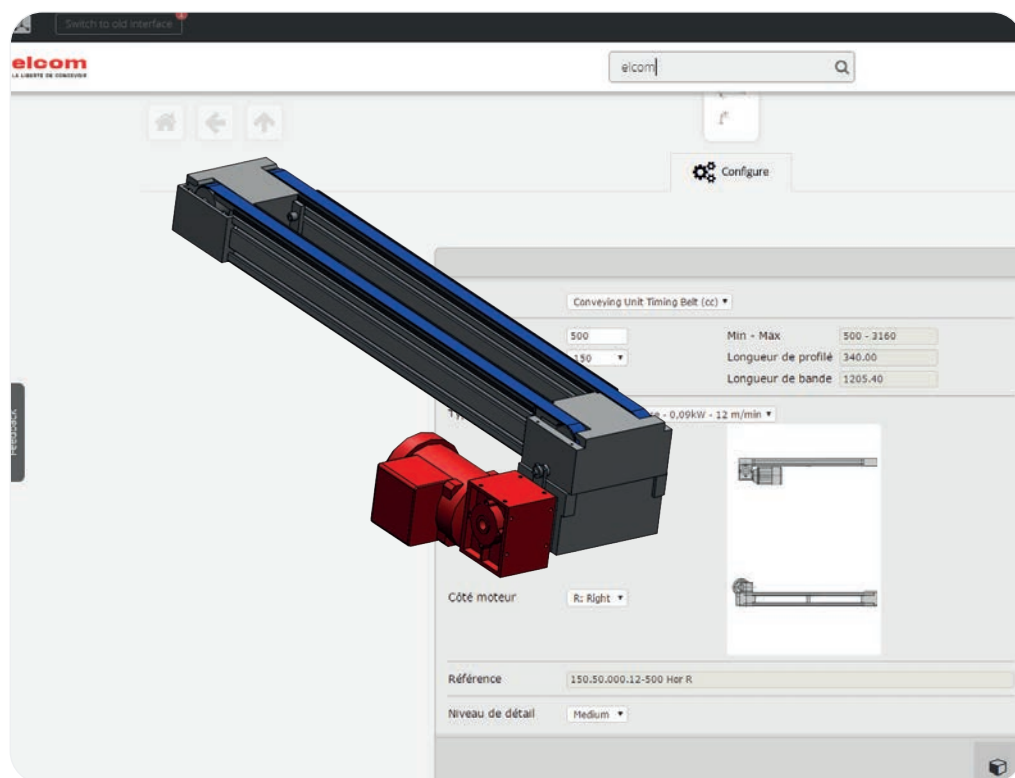 Switch to old interface
elcom
LA LIBERTÉ DE CONCEVOIR
elcom
Configure
Conveying Unit Timing Belt (cc)
500 Min - Max 500 - 3160
150 Longueur de profilé 340.00
Longueur de bande 1205.40
- 0,09kW - 12 m/min
Feedback
Côté moteur R: Right
Référence 150.50.000.12-500 Hor R
Niveau de détail Medium